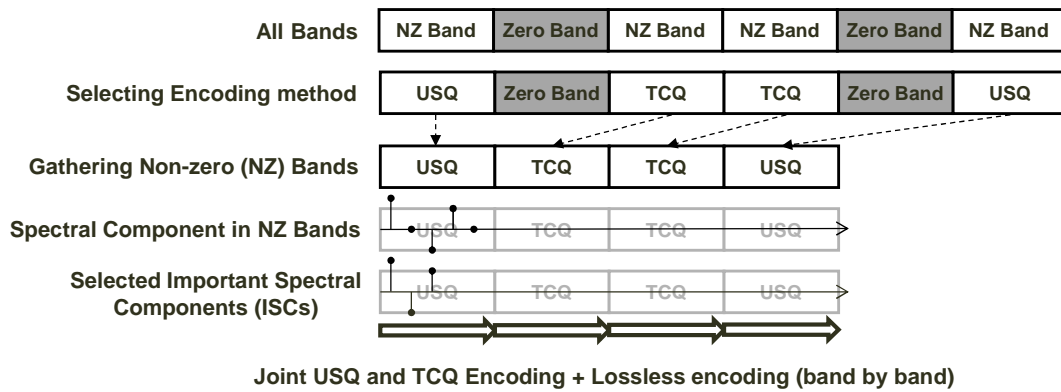 All Bands NZ Band Zero Band NZ Band NZ Band Zero Band NZ Band
Selecting Encoding method USQ Zero Band TCQ TCQ Zero Band USQ
Gathering Non-zero (NZ) Bands USQ TCQ TCQ USQ
Spectral Component in NZ Bands USQ TCQ TCQ USQ
Selected Important Spectral
Components (ISCs) USQ TCQ TCQ USQ
Joint USQ and TCQ Encoding + Lossless encoding (band by band)